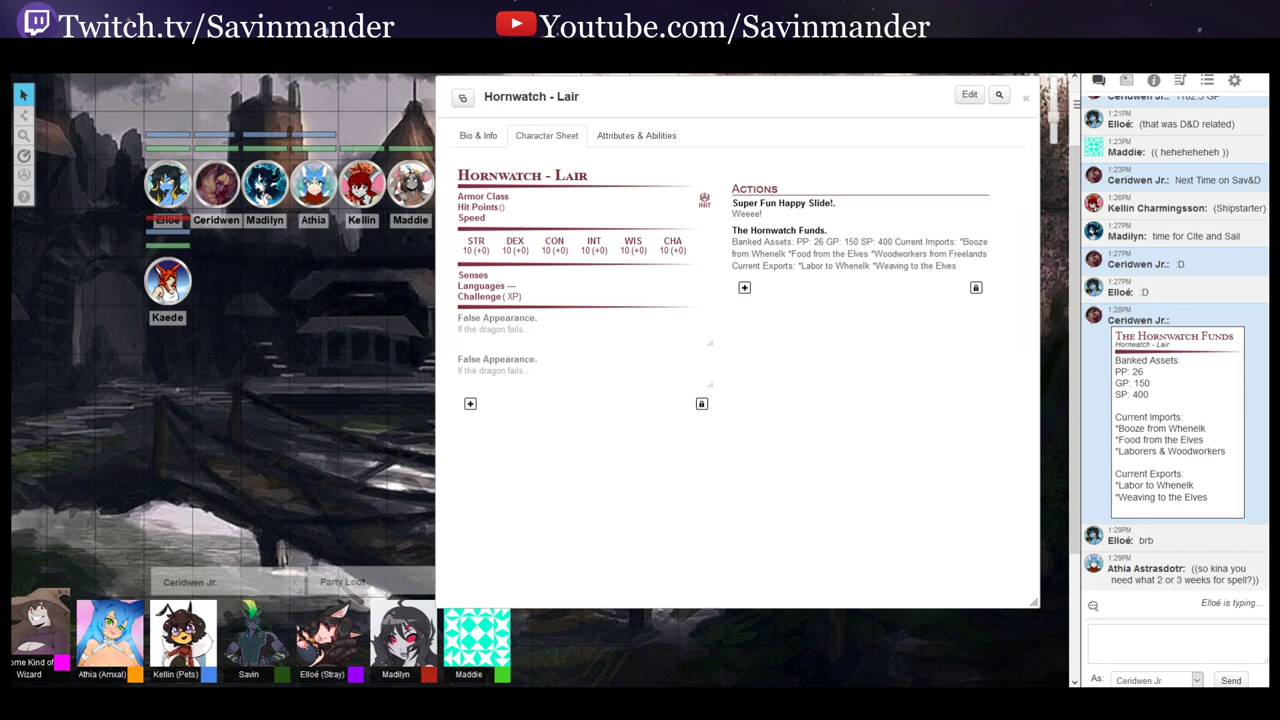 Twitch.tv/Savinmander
Youtube.com/Savinmander
Hornwatch - Lair
Edit
Bio & Info
Character Sheet
Attributes & Abilities
Hornwatch - Lair
Armor Class
Hit Points ()
Speed
INIT
STR DEX CON INT WIS CHA
10 (+0) 10 (+0) 10 (+0) 10 (+0) 10 (+0) 10 (+0)
Senses
Languages —
Challenge ( XP)
False Appearance.
If the dragon fails...
False Appearance.
If the dragon fails...
Actions
Super Fun Happy Slide!.
Weeee!
The Hornwatch Funds.
Banked Assets: PP: 26 GP: 150 SP: 400 Current Imports: *Booze
from Whenelk *Food from the Elves *Woodworkers from Freelands
Current Exports: *Labor to Whenelk *Weaving to the Elves
Elloé Ceridwen Madilyn Athia Kellin Maddie
Kaede
Ceridwen Jr.
Party Loot
ome Kind of
Wizard
Athia (Amxal)
Kellin (Pets)
Savin
Elloé (Stray)
Madilyn
Maddie
Ceridwen Jr.: 1182.5 GP
1:21PM
Elloé: (that was D&D related)
1:23PM
Maddie: (( heheheheheh ))
1:23PM
Ceridwen Jr.: Next Time on Sav&D
1:26PM
Kellin Charmingsson: (Shipstarter)
1:27PM
Madilyn: time for Cite and Sail
1:27PM
Ceridwen Jr.: :D
1:27PM
Elloé: :D
1:28PM
Ceridwen Jr.:
The Hornwatch Funds
Hornwatch - Lair
Banked Assets:
PP: 26
GP: 150
SP: 400
Current Imports:
*Booze from Whenelk
*Food from the Elves
*Laborers & Woodworkers
Current Exports:
*Labor to Whenelk
*Weaving to the Elves
1:29PM
Elloé: brb
1:29PM
Athia Astrasdotr: ((so kina you
need what 2 or 3 weeks for spell?))
Elloé is typing...
As: Ceridwen Jr. Send